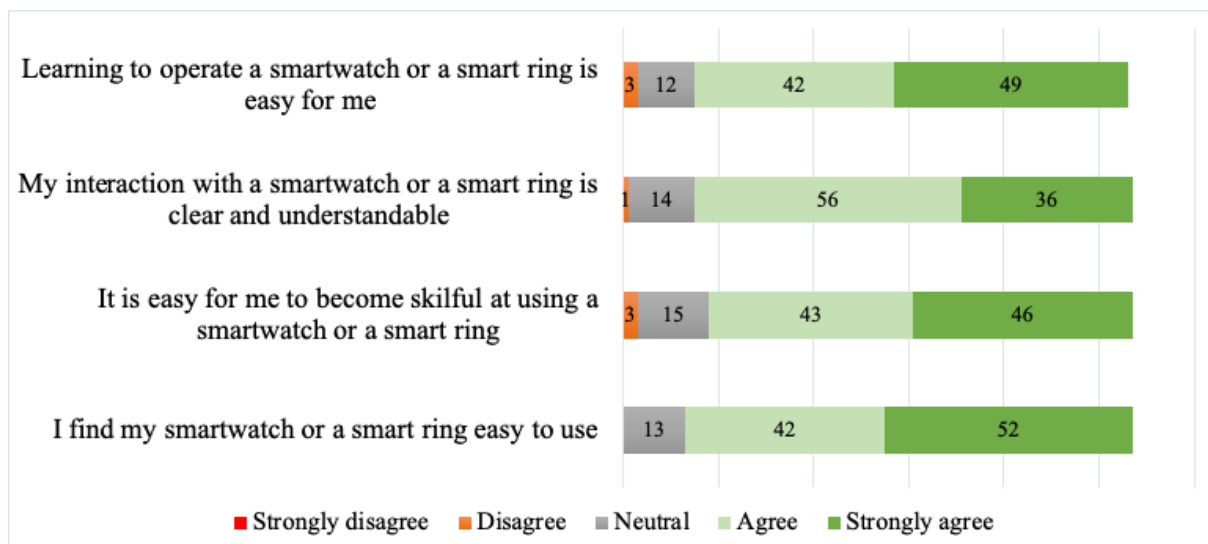 Learning to operate a smartwatch or a smart ring is
easy for me
3 12 42 49
My interaction with a smartwatch or a smart ring is
clear and understandable
1 14 56 36
It is easy for me to become skilful at using a
smartwatch or a smart ring
3 15 43 46
I find my smartwatch or a smart ring easy to use
13 42 52
Strongly disagree Disagree Neutral Agree Strongly agree